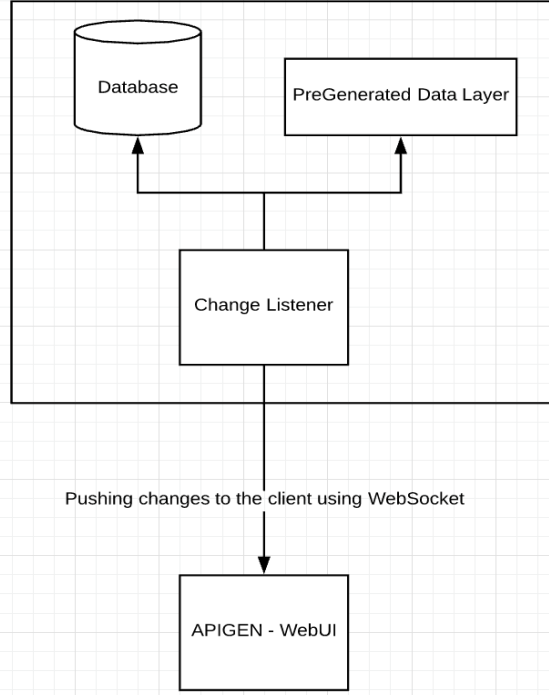 Database
PreGenerated Data Layer
Change Listener
Pushing changes to the client using WebSocket
APIGEN - WebUI